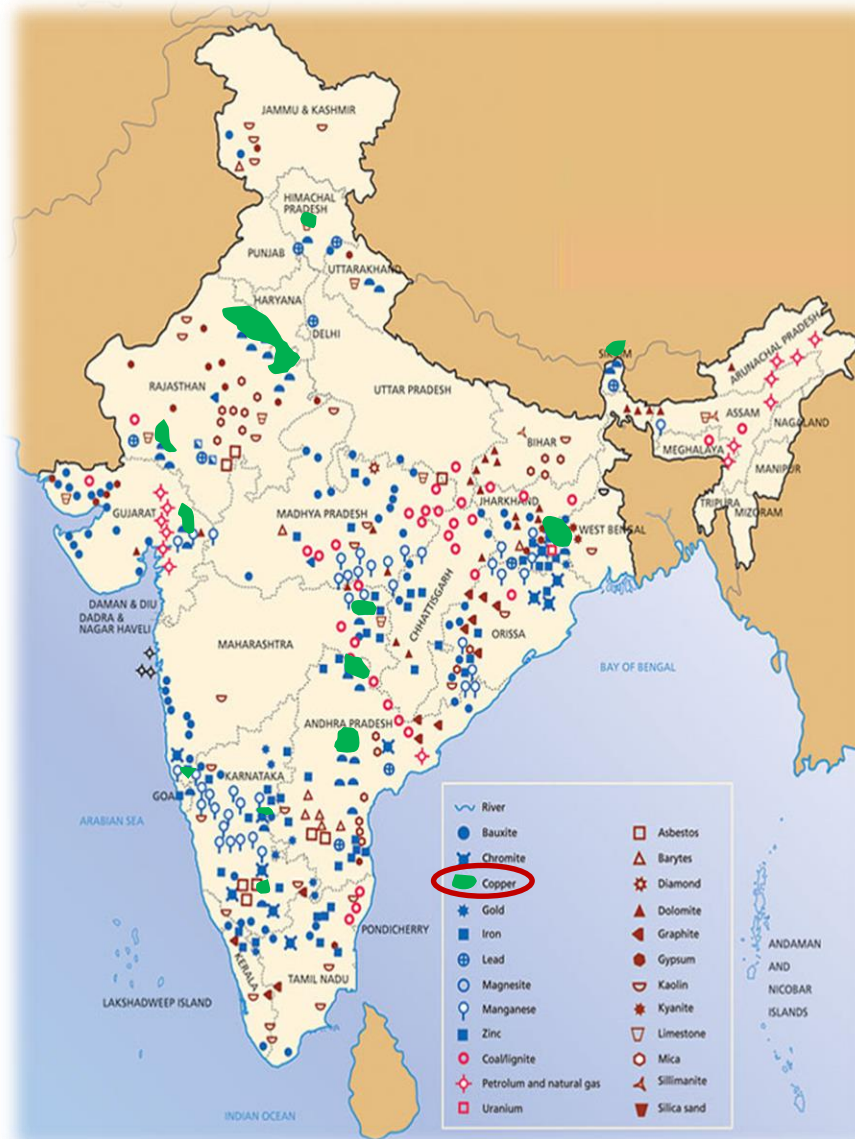 JAMMU & KASHMIR
HIMACHAL
PRADESH
PUNJAB
UTTARAKHAND
HARYANA
DELHI
RAJASTHAN
UTTAR PRADESH
ARUNACHAL PRADESH
ASSAM
NAGALAND
MEGHALAYA
MANIPUR
TRIPURA
MIZORAM
BIHAR
JHARKHAND
WEST BENGAL
GUJARAT
MADHYA PRADESH
CHHATTISGARH
DAMAN & DIU
DADRA &
NAGAR HAVELI
MAHARASHTRA
ORISSA
BAY OF BENGAL
ANDHRA PRADESH
KARNATAKA
GOA
ARABIAN SEA
PONDICHERRY
KERALA
TAMIL NADU
LAKSHADWEEP ISLAND
INDIAN OCEAN
ANDAMAN
AND
NICOBAR
ISLANDS
River
Bauxite
Chromite
Copper
Gold
Iron
Lead
Magnesite
Manganese
Zinc
Coal/lignite
Petrolum and natural gas
Uranium
Asbestos
Barytes
Diamond
Dolomite
Graphite
Gypsum
Kaolin
Kyanite
Limestone
Mica
Sillimanite
Silica sand